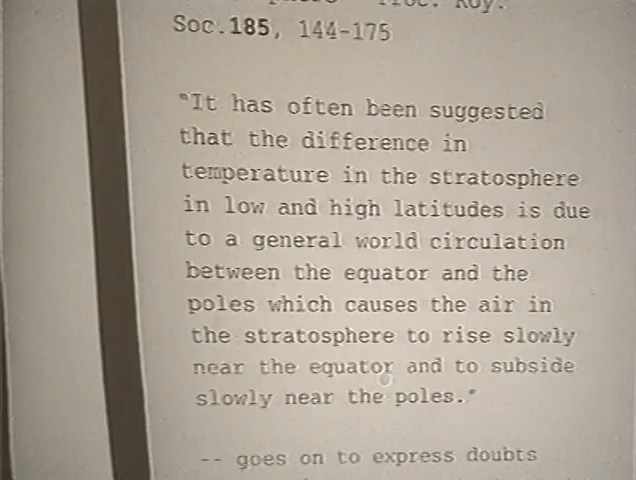 Roy.
Soc.185, 144-175
"It has often been suggested
that the difference in
temperature in the stratosphere
in low and high latitudes is due
to a general world circulation
between the equator and the
poles which causes the air in
the stratosphere to rise slowly
near the equator and to subside
slowly near the poles."
-- goes on to express doubts